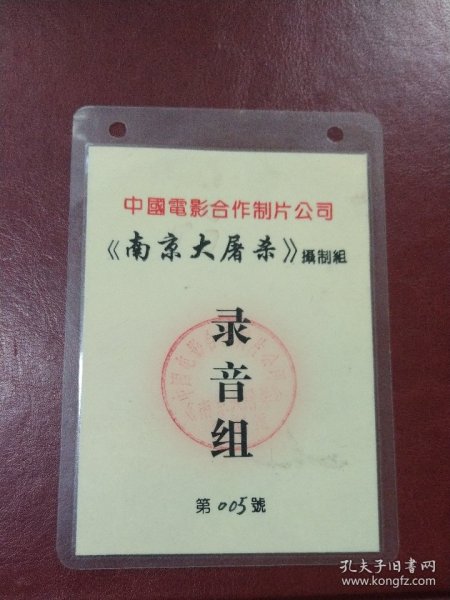 中國電影合作制片公司
《南京大屠杀》攝制組
录
音
组
第005號
孔夫子旧书网
www.kongfz.com